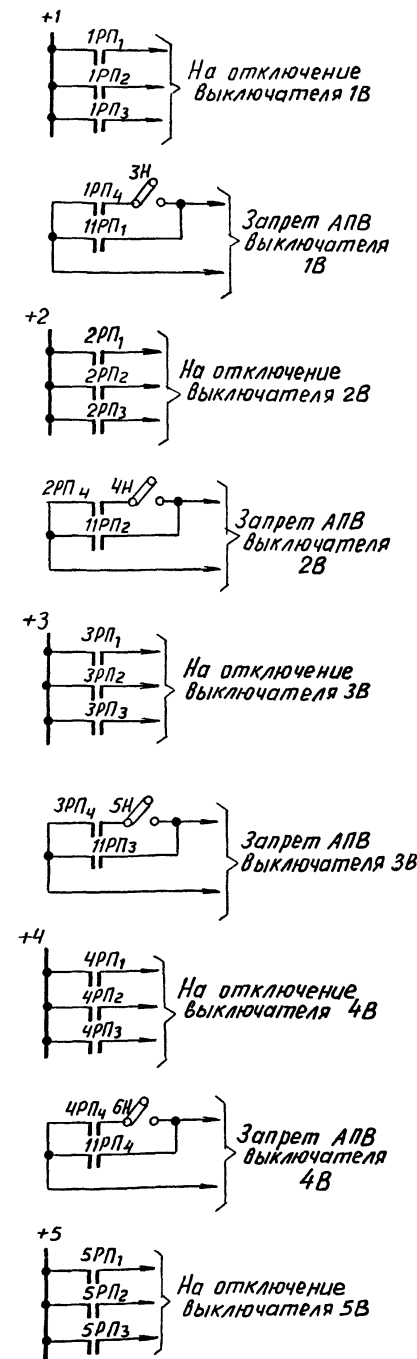 +1
1РП1
1РП2
1РП3
На отключение
выключателя 1В
3Н
1РП4
11РП1
Запрет АПВ
выключателя
1В
+2
2РП1
2РП2
2РП3
На отключение
выключателя 2В
2РП4 4Н
11РП2
Запрет АПВ
выключателя
2В
+3
3РП1
3РП2
3РП3
На отключение
выключателя 3В
3РП4 5Н
11РП3
Запрет АПВ
выключателя 3В
+4
4РП1
4РП2
4РП3
На отключение
выключателя 4В
4РП4 6Н
11РП4
Запрет АПВ
выключателя
4В
+5
5РП1
5РП2
5РП3
На отключение
выключателя 5В